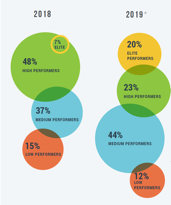 2018
2019*
7%
ELITE
48%
HIGH PERFORMERS
37%
MEDIUM PERFORMERS
15%
LOW PERFORMERS
20%
ELITE
PERFORMERS
23%
HIGH PERFORMERS
44%
MEDIUM PERFORMERS
12%
LOW
PERFORMERS